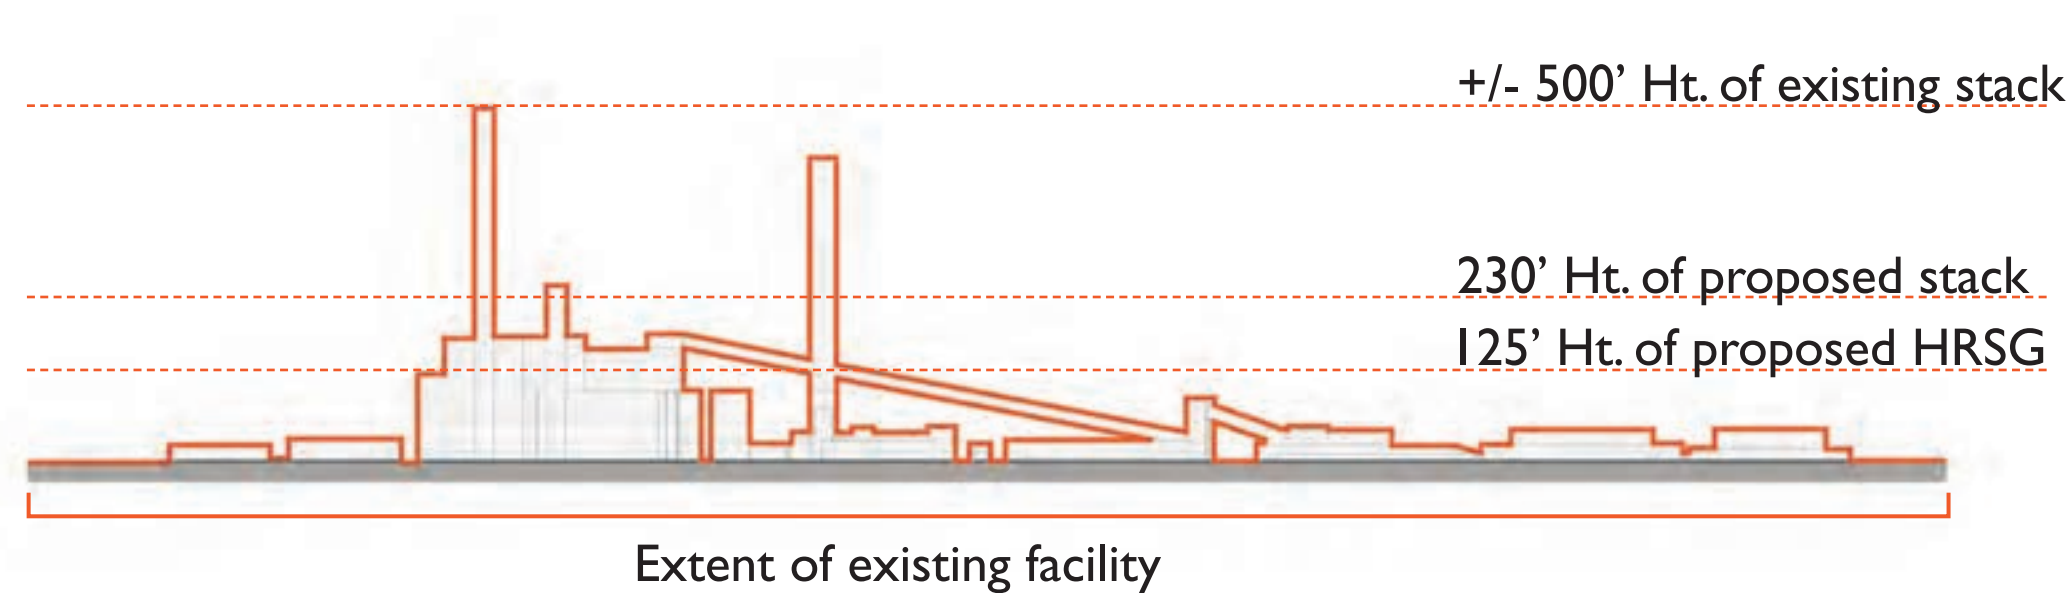 +/- 500’ Ht. of existing stack
230’ Ht. of proposed stack
125’ Ht. of proposed HRSG
Extent of existing facility